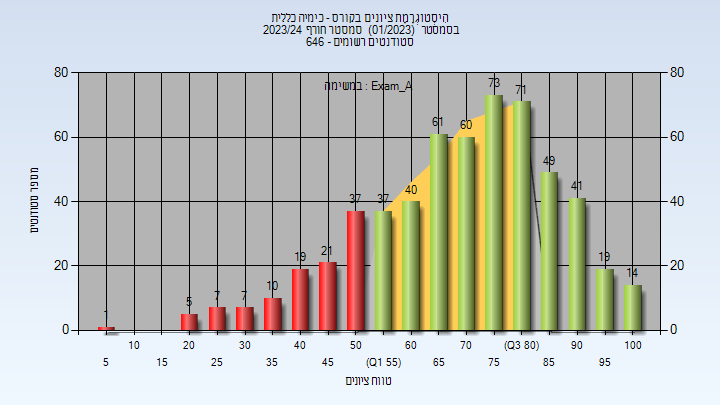 היסטוגרמת ציונים בקורס - כימיה כללית
בסמסטר (01/2023) סמסטר חורף 2023/24
סטודנטים רשומים - 646
במשימה : Exam_A
מספר סטודנטים
80 60 40 20 0
80 60 40 20 0
1 5 7 7 10 19 21 37 37 40 61 60 73 71 49 41 19 14
10 20 30 40 50 60 70 (Q3 80) 90 100
5 15 25 35 45 (Q1 55) 65 75 85 95
טווח ציונים